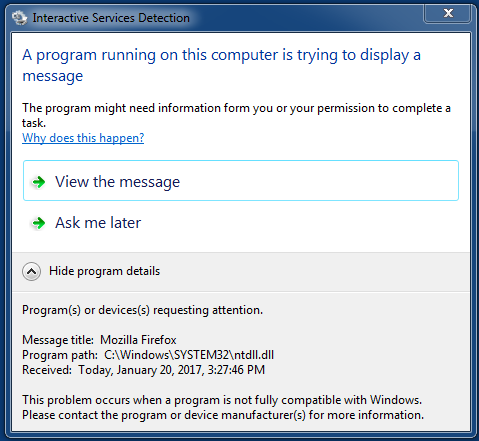 Interactive Services Detection
A program running on this computer is trying to display a
message
The program might need information form you or your permission to complete a
task.
Why does this happen?
View the message
Ask me later
Hide program details
Program(s) or devices(s) requesting attention.
Message title: Mozilla Firefox
Program path: C:\Windows\SYSTEM32\ntdll.dll
Received: Today, January 20, 2017, 3:27:46 PM
This problem occurs when a program is not fully compatible with Windows.
Please contact the program or device manufacturer(s) for more information.